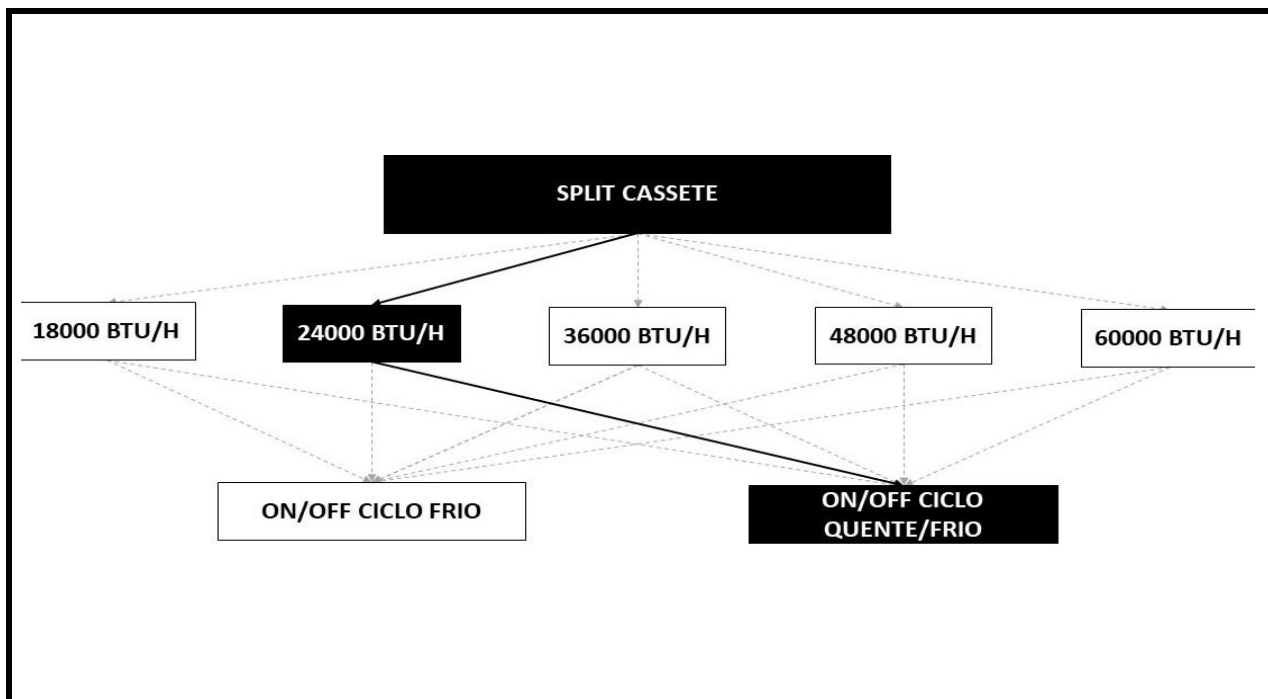 SPLIT CASSETE
18000 BTU/H
24000 BTU/H
36000 BTU/H
48000 BTU/H
60000 BTU/H
ON/OFF CICLO FRIO
ON/OFF CICLO
QUENTE/FRIO